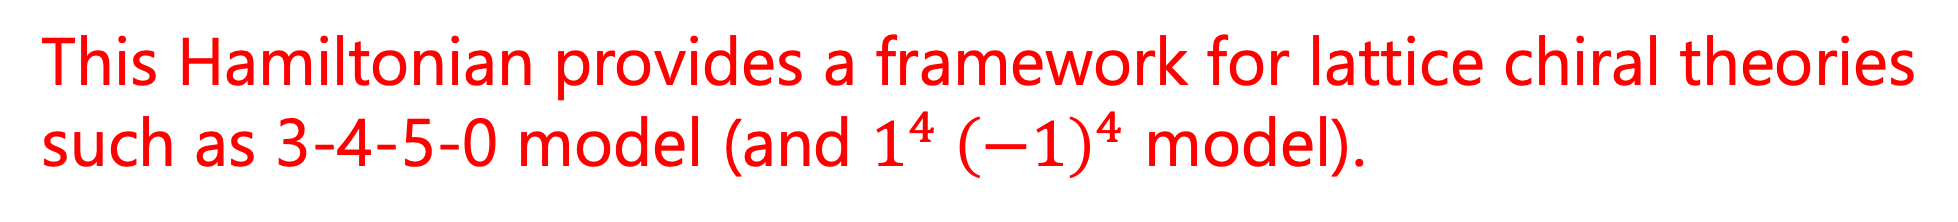 This Hamiltonian provides a framework for lattice chiral theories
such as 3-4-5-0 model (and 1⁴ (−1)⁴ model).